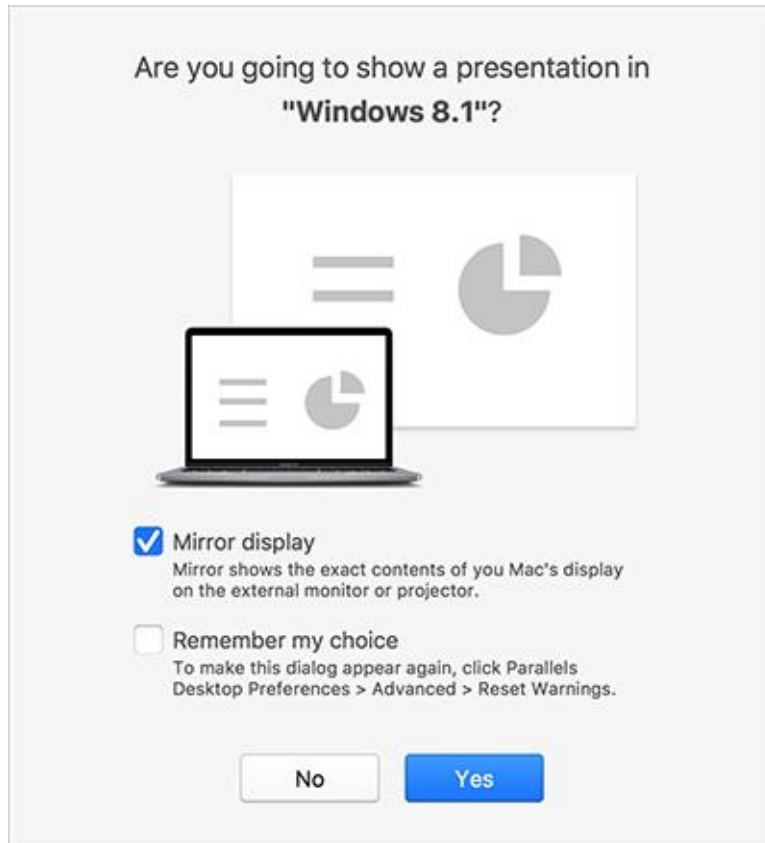 Are you going to show a presentation in
"Windows 8.1"?
Mirror display
Mirror shows the exact contents of you Mac's display
on the external monitor or projector.
Remember my choice
To make this dialog appear again, click Parallels
Desktop Preferences > Advanced > Reset Warnings.
No
Yes